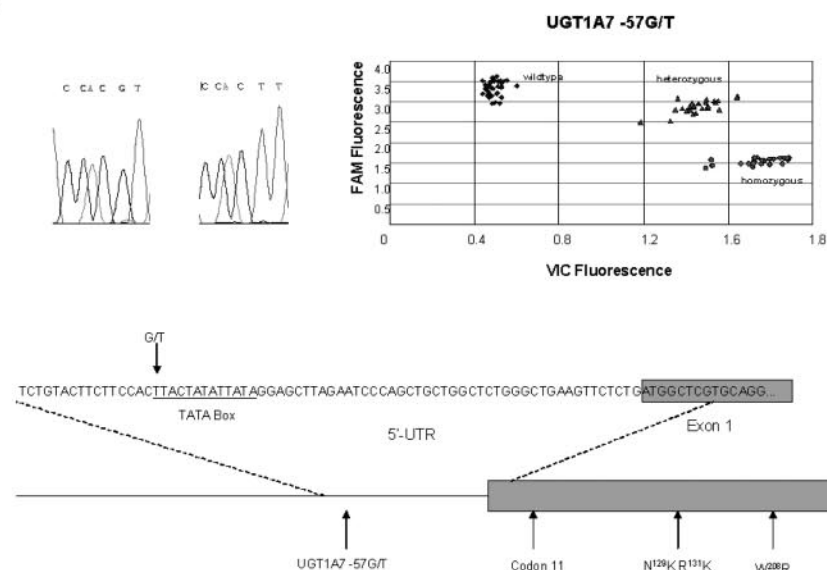 UGT1A7 -57G/T
C CA C G T
C CA C T T
FAM Fluorescence
4.0
3.5
3.0
2.5
2.0
1.5
1.0
0.5
wildtype
heterozygous
homozygous
0 0.4 0.8 1.2 1.6 1.8
VIC Fluorescence
G/T
TCTGTACTTCTTCCACTTACTATATTATAGGAGCTTAGAATCCCAGCTGCTGGCTCTGGGCTGAAGTTCTCTGATGGCTCGTGCAGG...
TATA Box
5'-UTR
Exon 1
UGT1A7 -57G/T
Codon 11
N¹²⁹K R¹³¹K
W²⁰⁸R